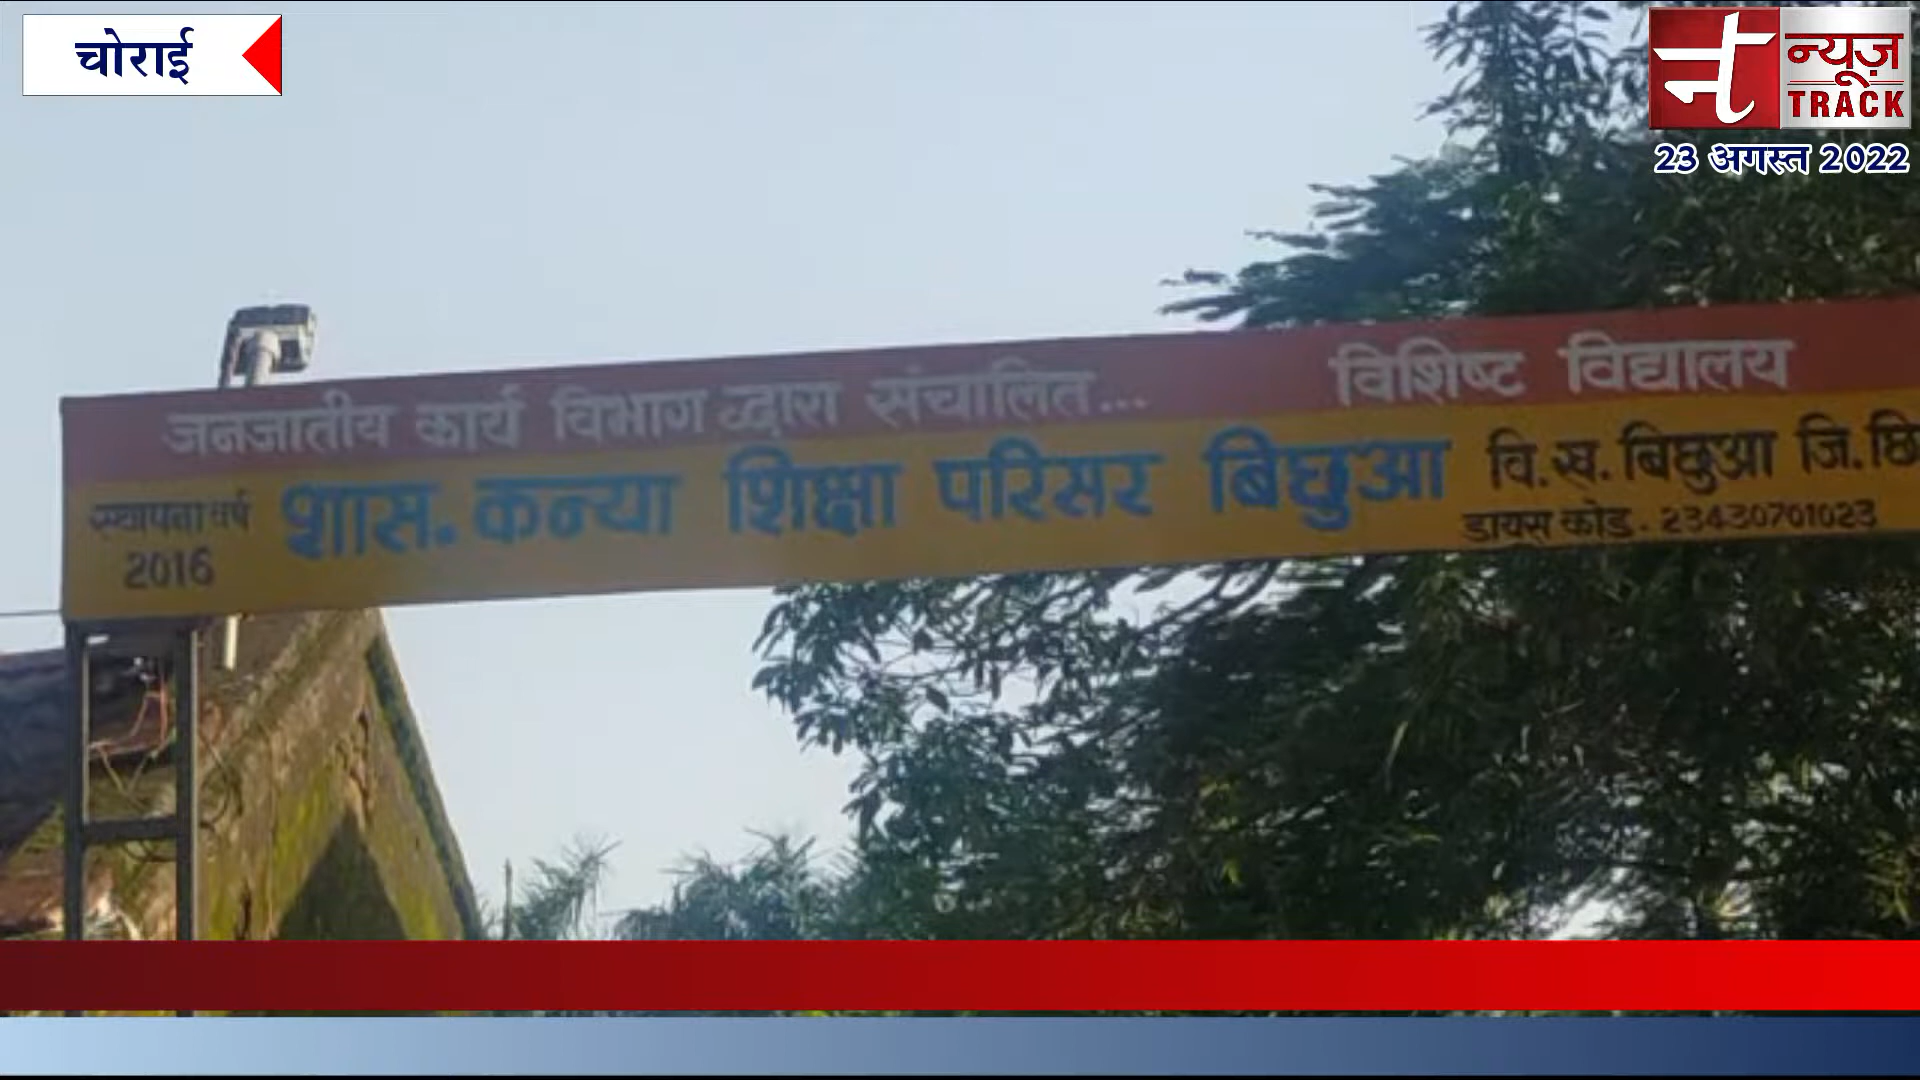 चोराई
न्यूज़
TRACK
23 अगस्त 2022
जनजातीय कार्य विभाग द्वारा संचालित... विशिष्ट विद्यालय
स्थापना वर्ष
2016
शास. कन्या शिक्षा परिसर बिछुआ
वि.ख. बिछुआ जि. छि
डायस कोड. 23430701023